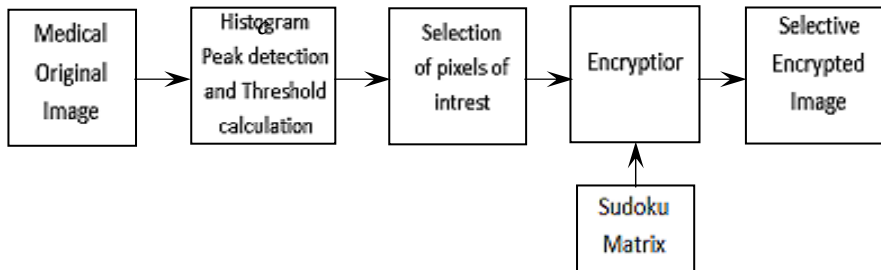 Medical
Original
Image
Histogram
Peak detection
and Threshold
calculation
Selection
of pixels of
intrest
Encryptior
Selective
Encrypted
Image
Sudoku
Matrix